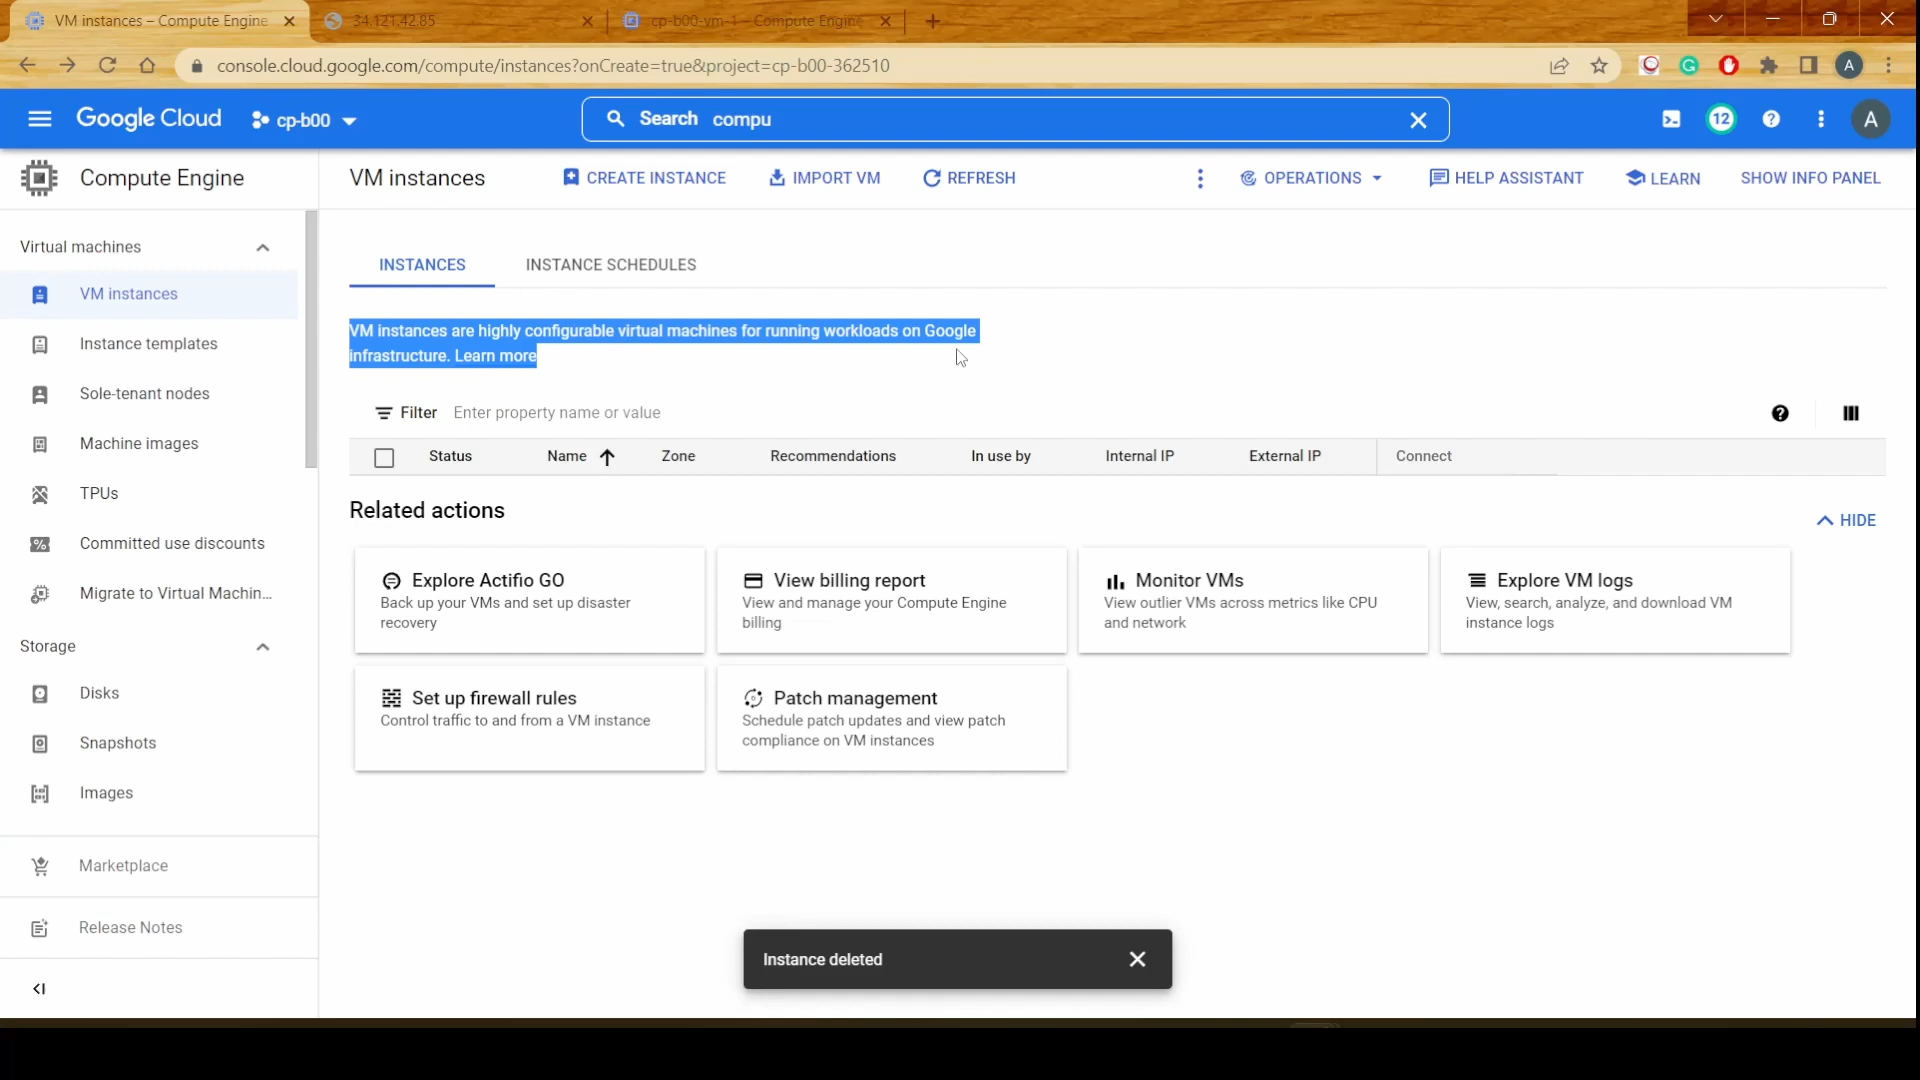 VM instances – Compute Engine
34.121.42.85
cp-b00-vm-1 – Compute Engine
console.cloud.google.com/compute/instances?onCreate=true&project=cp-b00-362510
A
Google Cloud
cp-b00
Search compu
12
A
Compute Engine
VM instances
CREATE INSTANCE
IMPORT VM
REFRESH
OPERATIONS
HELP ASSISTANT
LEARN
SHOW INFO PANEL
Virtual machines
VM instances
Instance templates
Sole-tenant nodes
Machine images
TPUs
Committed use discounts
Migrate to Virtual Machin...
Storage
Disks
Snapshots
Images
Marketplace
Release Notes
INSTANCES
INSTANCE SCHEDULES
VM instances are highly configurable virtual machines for running workloads on Google
infrastructure. Learn more
Filter Enter property name or value
Status Name Zone Recommendations In use by Internal IP External IP Connect
Related actions
HIDE
Explore Actifio GO
Back up your VMs and set up disaster
recovery
View billing report
View and manage your Compute Engine
billing
Monitor VMs
View outlier VMs across metrics like CPU
and network
Explore VM logs
View, search, analyze, and download VM
instance logs
Set up firewall rules
Control traffic to and from a VM instance
Patch management
Schedule patch updates and view patch
compliance on VM instances
Instance deleted